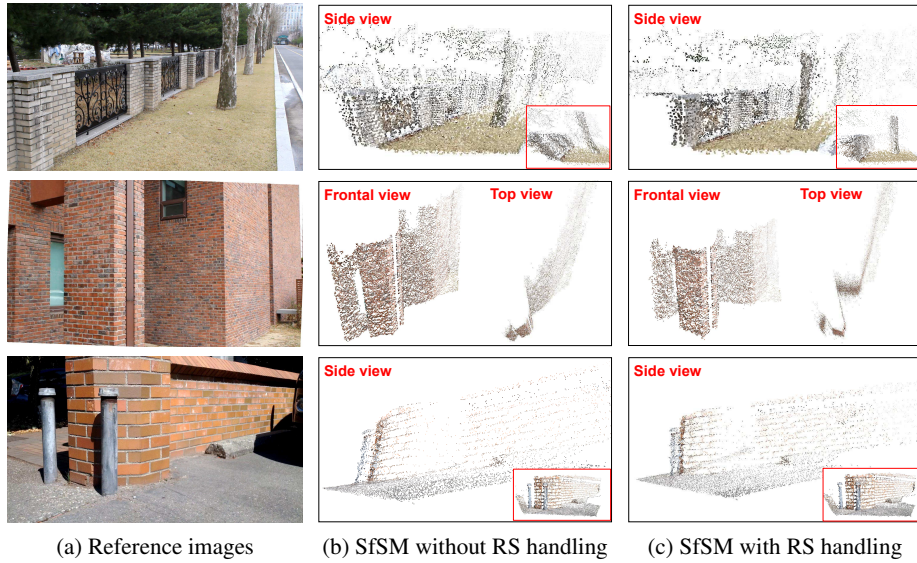 Side view
Side view
Frontal view Top view
Frontal view Top view
Side view
Side view
(a) Reference images
(b) SfSM without RS handling
(c) SfSM with RS handling